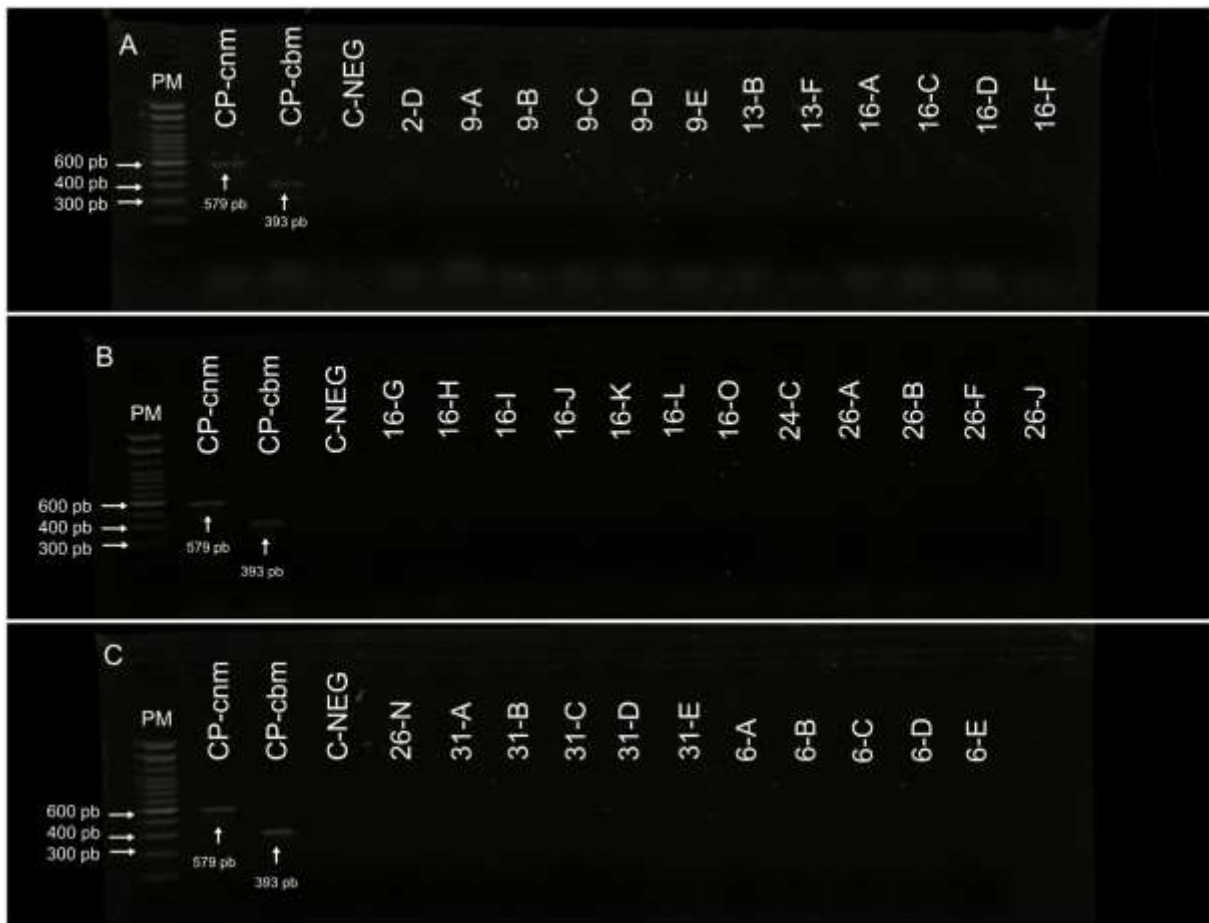 A
PM
CP-cnm
CP-cbm
C-NEG
2-D
9-A
9-B
9-C
9-D
9-E
13-B
13-F
16-A
16-C
16-D
16-F
600 pb
400 pb
300 pb
579 pb
393 pb
B
PM
CP-cnm
CP-cbm
C-NEG
16-G
16-H
16-I
16-J
16-K
16-L
16-O
24-C
26-A
26-B
26-F
26-J
600 pb
400 pb
300 pb
579 pb
393 pb
C
PM
CP-cnm
CP-cbm
C-NEG
26-N
31-A
31-B
31-C
31-D
31-E
6-A
6-B
6-C
6-D
6-E
600 pb
400 pb
300 pb
579 pb
393 pb